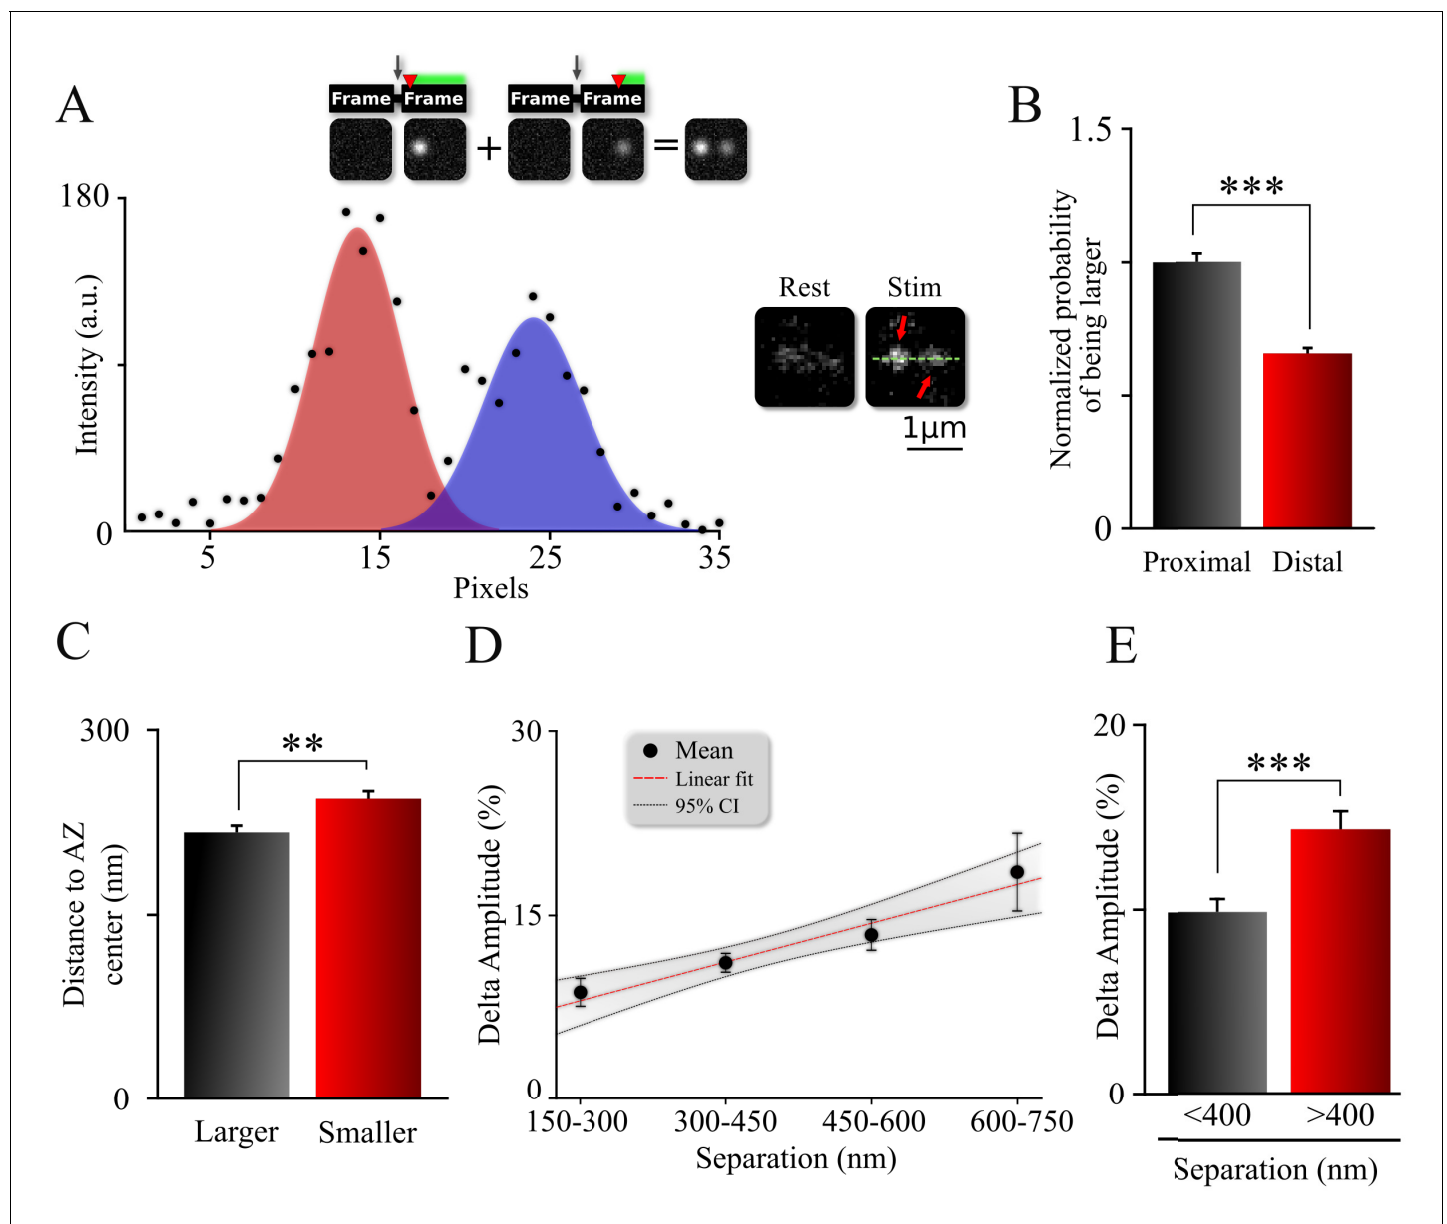 A
Frame Frame Frame Frame
+ =
180
Intensity (a.u.)
0
5 15 25 35
Pixels
Rest Stim
1µm
B
1.5
***
Normalized probability
of being larger
0
Proximal Distal
C
300
**
Distance to AZ
center (nm)
0
Larger Smaller
D
30
Mean
Linear fit
95% CI
Delta Amplitude (%)
15
0
150-300 300-450 450-600 600-750
Separation (nm)
E
20
***
Delta Amplitude (%)
0
<400 >400
Separation (nm)